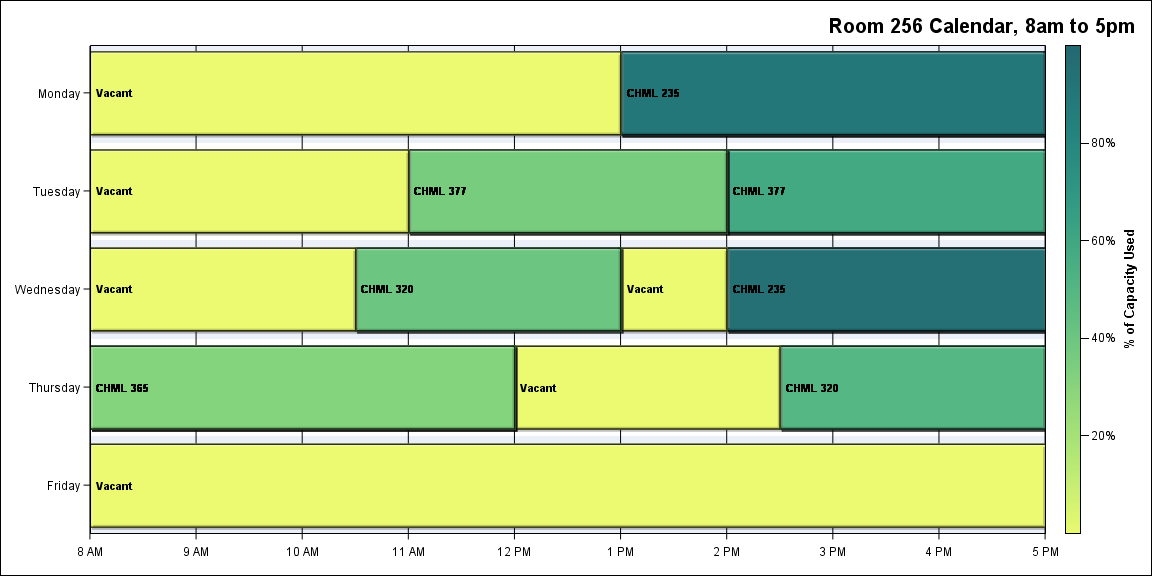 Room 256 Calendar, 8am to 5pm
Monday
Vacant
CHML 235
Tuesday
Vacant
CHML 377
CHML 377
Wednesday
Vacant
CHML 320
Vacant
CHML 235
Thursday
CHML 365
Vacant
CHML 320
Friday
Vacant
8 AM
9 AM
10 AM
11 AM
12 PM
1 PM
2 PM
3 PM
4 PM
5 PM
80%
60%
40%
20%
% of Capacity Used